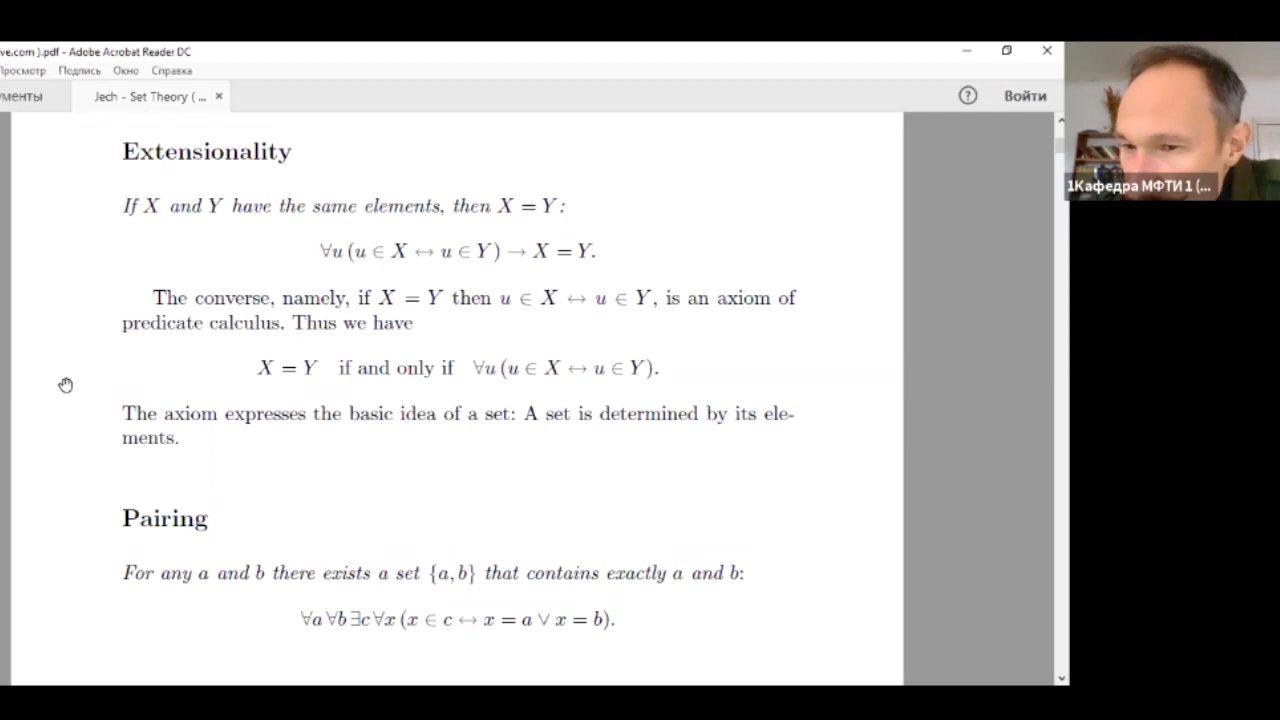 ve.com ).pdf - Adobe Acrobat Reader DC
Просмотр Подпись Окно Справка
ументы
Jech - Set Theory ( ... ×
? Войти
1Кафедра МФТИ 1 (...
Extensionality
If X and Y have the same elements, then X = Y:
∀u (u ∈ X ↔ u ∈ Y) → X = Y.
The converse, namely, if X = Y then u ∈ X ↔ u ∈ Y, is an axiom of
predicate calculus. Thus we have
X = Y if and only if ∀u (u ∈ X ↔ u ∈ Y).
The axiom expresses the basic idea of a set: A set is determined by its ele-
ments.
Pairing
For any a and b there exists a set {a, b} that contains exactly a and b:
∀a ∀b ∃c ∀x (x ∈ c ↔ x = a ∨ x = b).